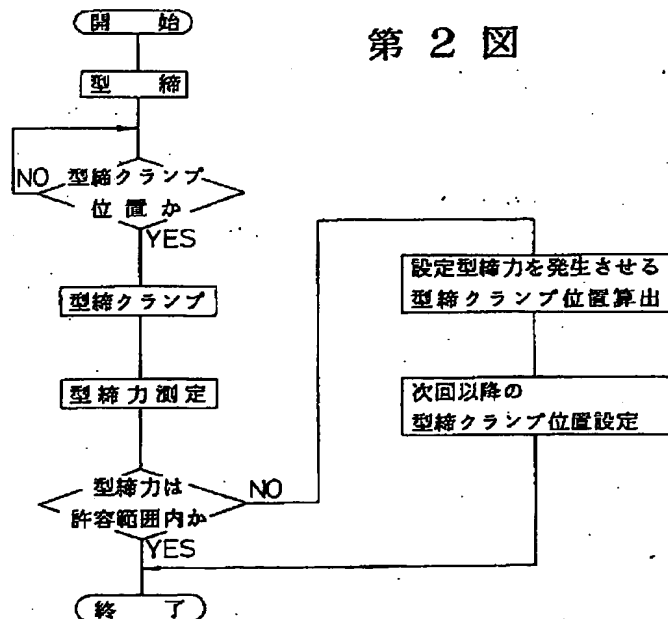 開始
第2図
型締
NO
型締クランプ
位置か
YES
型締クランプ
型締力測定
型締力は
許容範囲内か
NO
YES
設定型締力を発生させる
型締クランプ位置算出
次回以降の
型締クランプ位置設定
終了